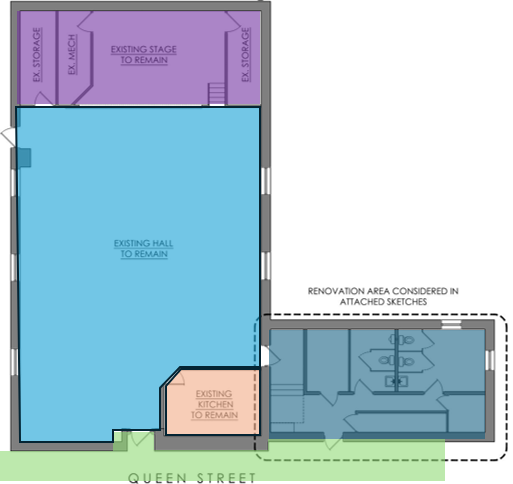 EX. STORAGE
EX. MECH
EXISTING STAGE
TO REMAIN
EX. STORAGE
EXISTING HALL
TO REMAIN
RENOVATION AREA CONSIDERED IN
ATTACHED SKETCHES
EXISTING
KITCHEN
TO REMAIN
QUEEN STREET